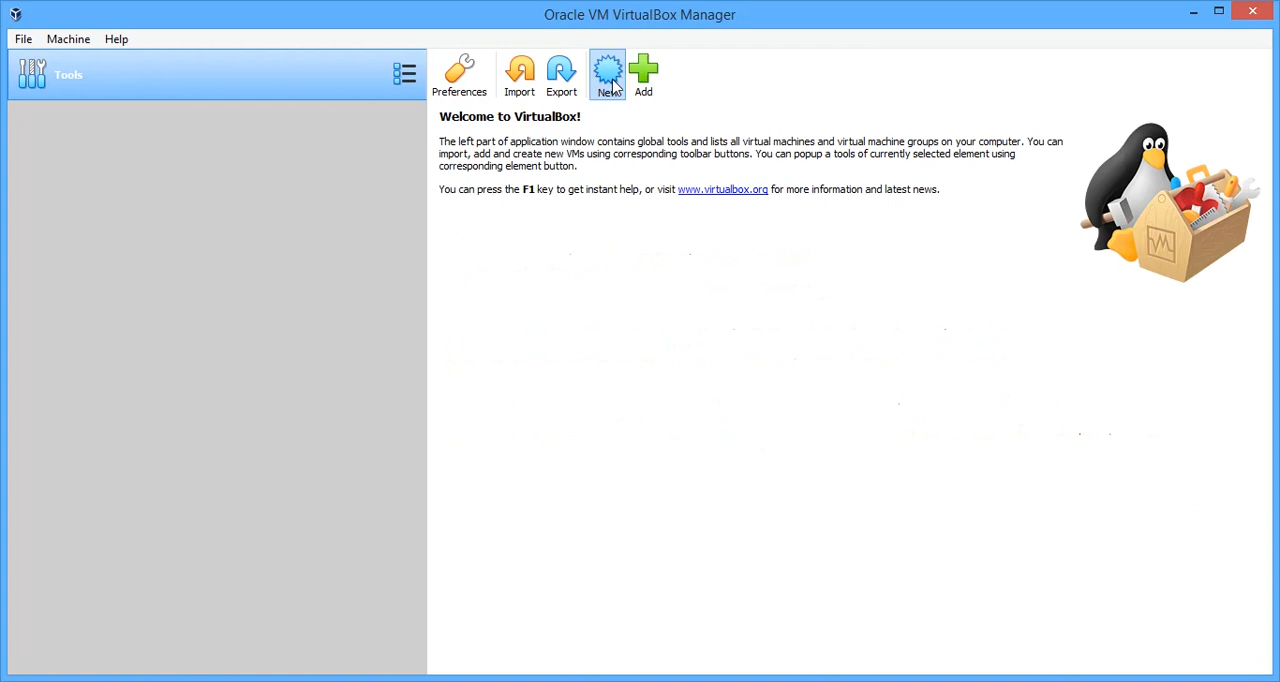 Oracle VM VirtualBox Manager
File Machine Help
Tools
Preferences Import Export New Add
Welcome to VirtualBox!
The left part of application window contains global tools and lists all virtual machines and virtual machine groups on your computer. You can
import, add and create new VMs using corresponding toolbar buttons. You can popup a tools of currently selected element using
corresponding element button.
You can press the F1 key to get instant help, or visit www.virtualbox.org for more information and latest news.